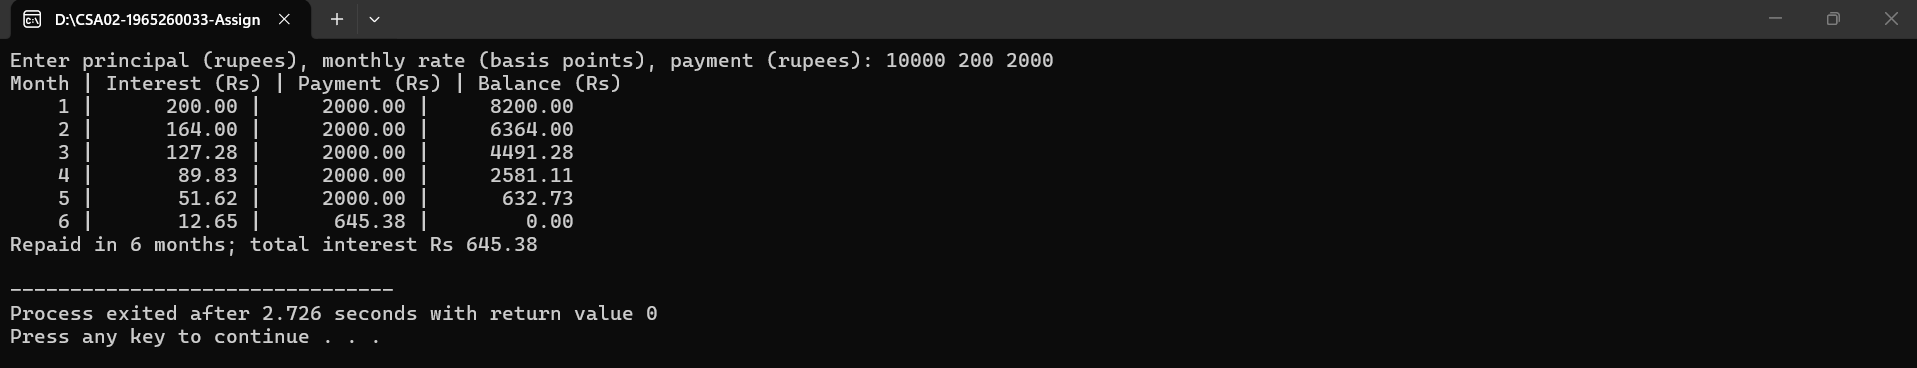 D:\CSA02-1965260033-Assign
Enter principal (rupees), monthly rate (basis points), payment (rupees): 10000 200 2000
Month | Interest (Rs) | Payment (Rs) | Balance (Rs)
    1 |      200.00 |     2000.00 |     8200.00
    2 |      164.00 |     2000.00 |     6364.00
    3 |      127.28 |     2000.00 |     4491.28
    4 |       89.83 |     2000.00 |     2581.11
    5 |       51.62 |     2000.00 |      632.73
    6 |       12.65 |      645.38 |        0.00
Repaid in 6 months; total interest Rs 645.38
--------------------------------
Process exited after 2.726 seconds with return value 0
Press any key to continue . . .